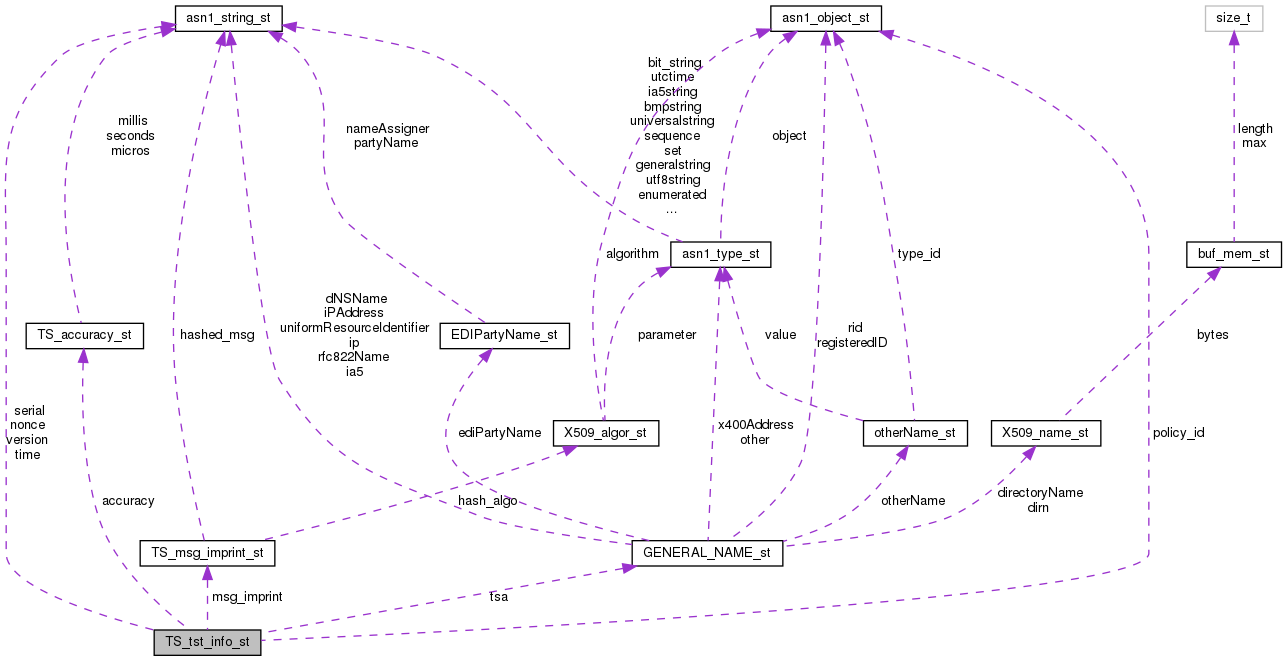 asn1_string_st
asn1_object_st
size_t
bit_string
utctime
ia5string
bmpstring
universalstring
sequence
set
generalstring
utf8string
enumerated
...
millis
seconds
micros
nameAssigner
partyName
object
length
max
algorithm
asn1_type_st
type_id
buf_mem_st
dNSName
iPAddress
uniformResourceIdentifier
ip
rfc822Name
ia5
TS_accuracy_st
hashed_msg
EDIPartyName_st
parameter
value
rid
registeredID
bytes
serial
nonce
version
time
ediPartyName
X509_algor_st
x400Address
other
otherName_st
X509_name_st
policy_id
accuracy
hash_algo
otherName
directoryName
dirn
TS_msg_imprint_st
GENERAL_NAME_st
msg_imprint
tsa
TS_tst_info_st